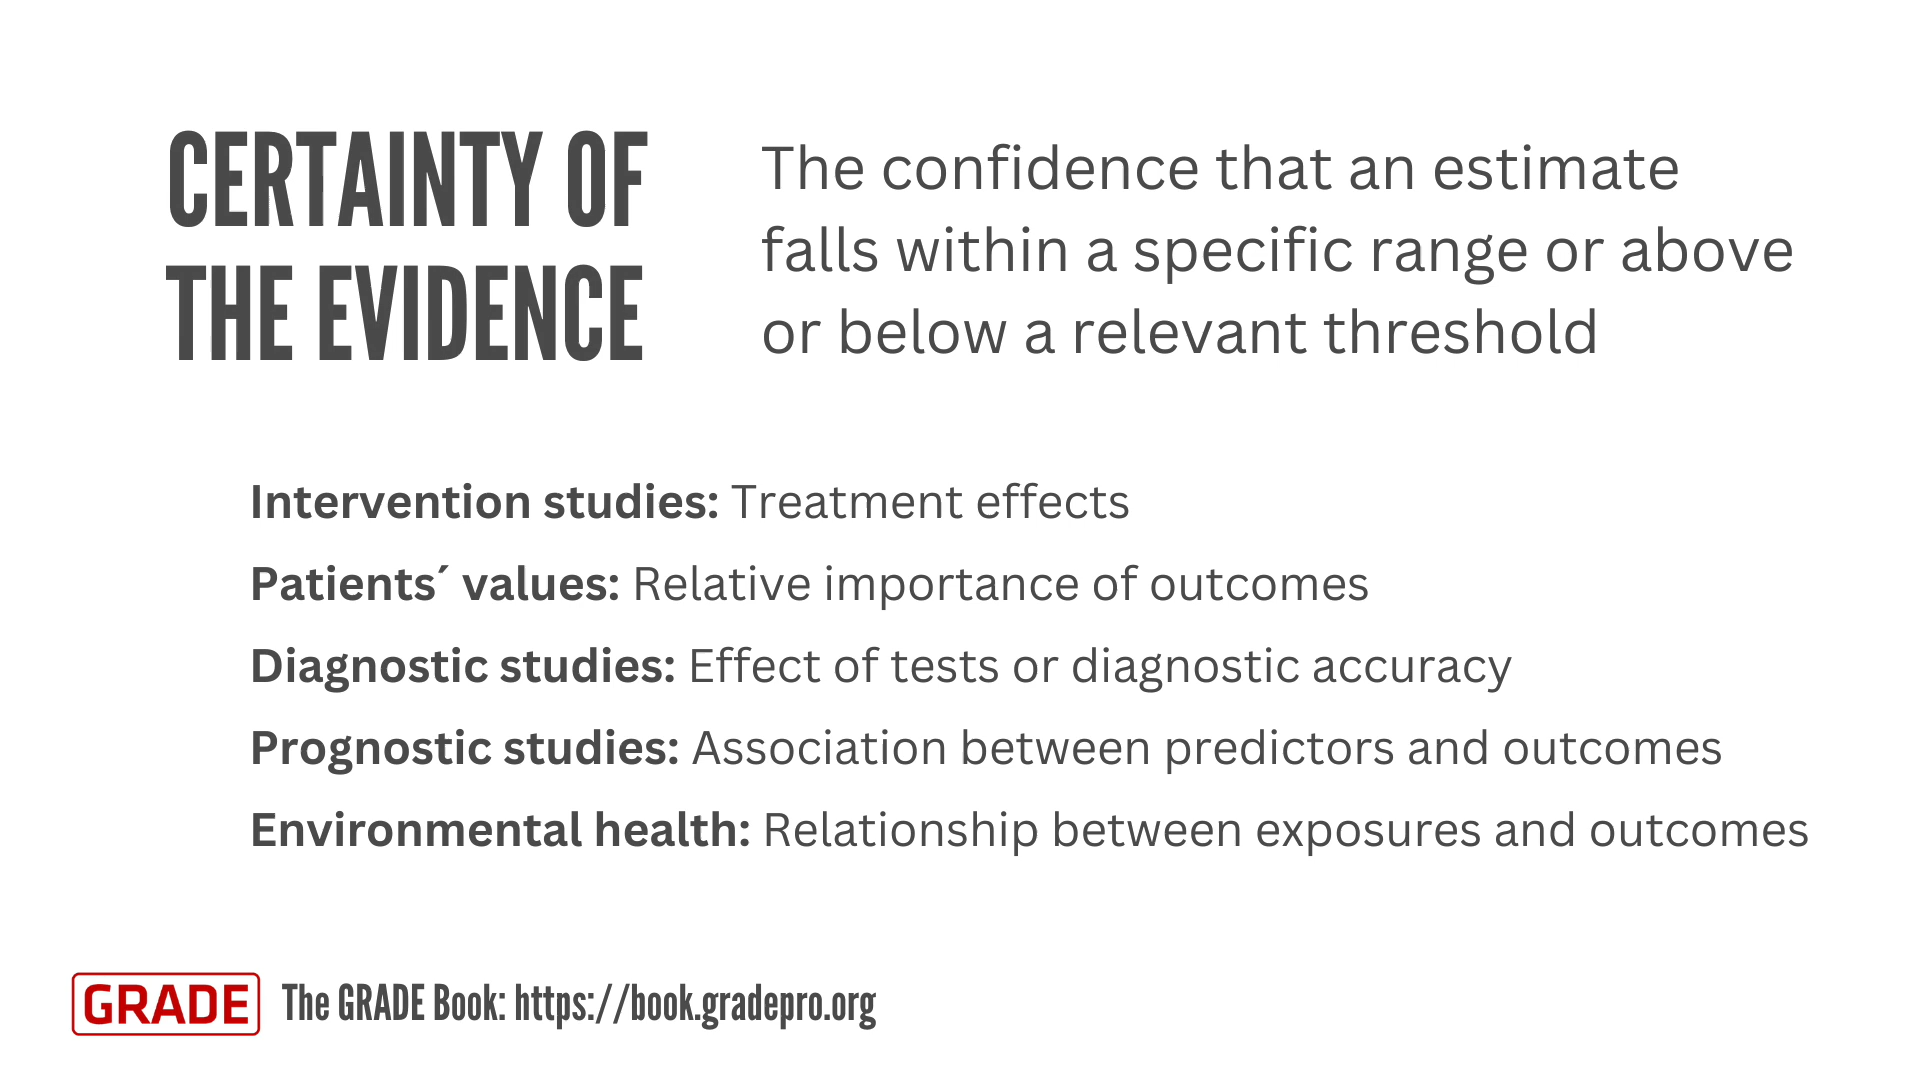 CERTAINTY OF
THE EVIDENCE
The confidence that an estimate
falls within a specific range or above
or below a relevant threshold
Intervention studies: Treatment effects
Patients´ values: Relative importance of outcomes
Diagnostic studies: Effect of tests or diagnostic accuracy
Prognostic studies: Association between predictors and outcomes
Environmental health: Relationship between exposures and outcomes
GRADE The GRADE Book: https://book.gradepro.org